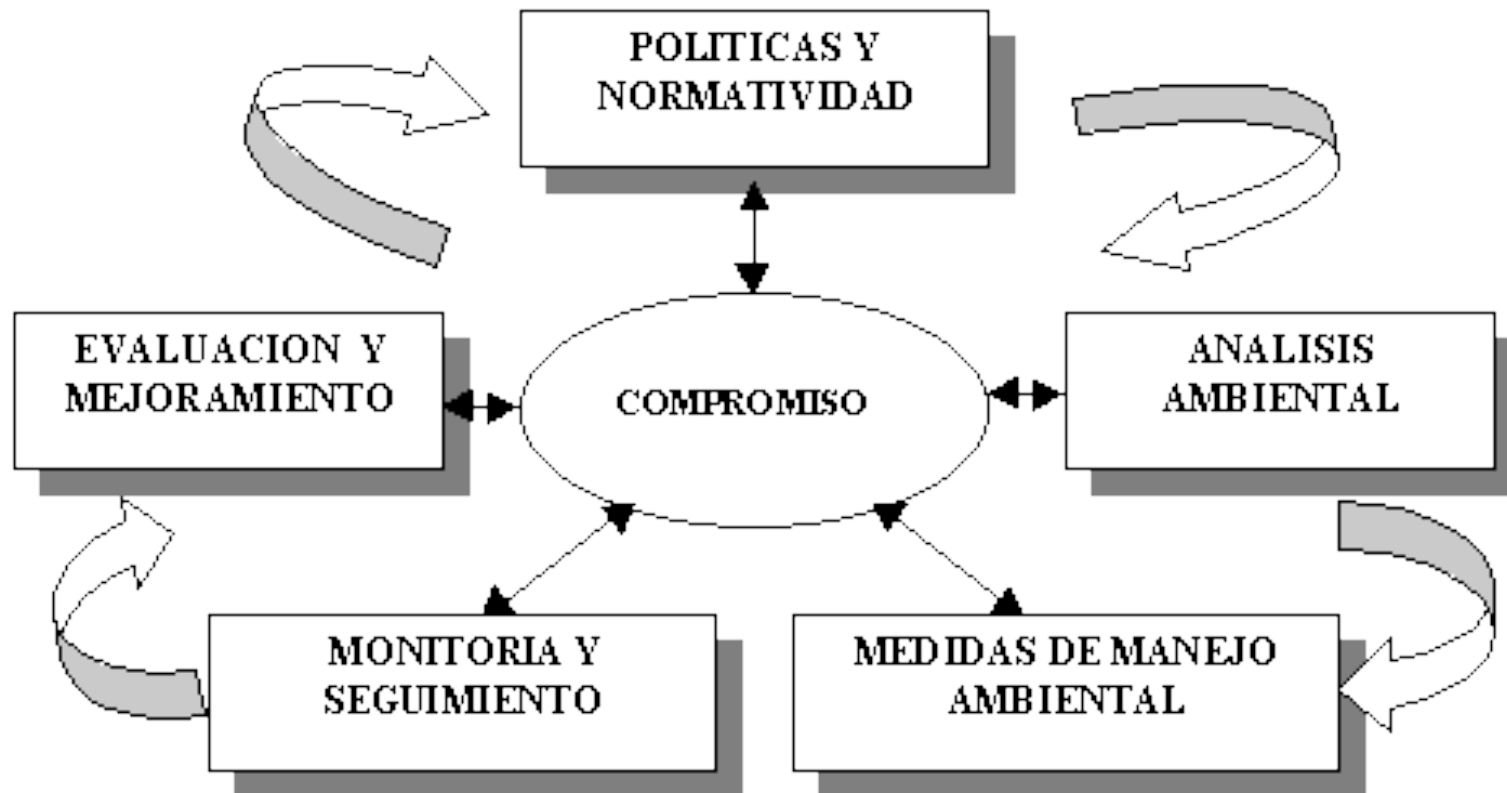 POLITICAS Y
NORMATIVIDAD
EVALUACION Y
MEJORAMIENTO
COMPROMISO
ANALISIS
AMBIENTAL
MONITORIA Y
SEGUIMIENTO
MEDIDAS DE MANEJO
AMBIENTAL